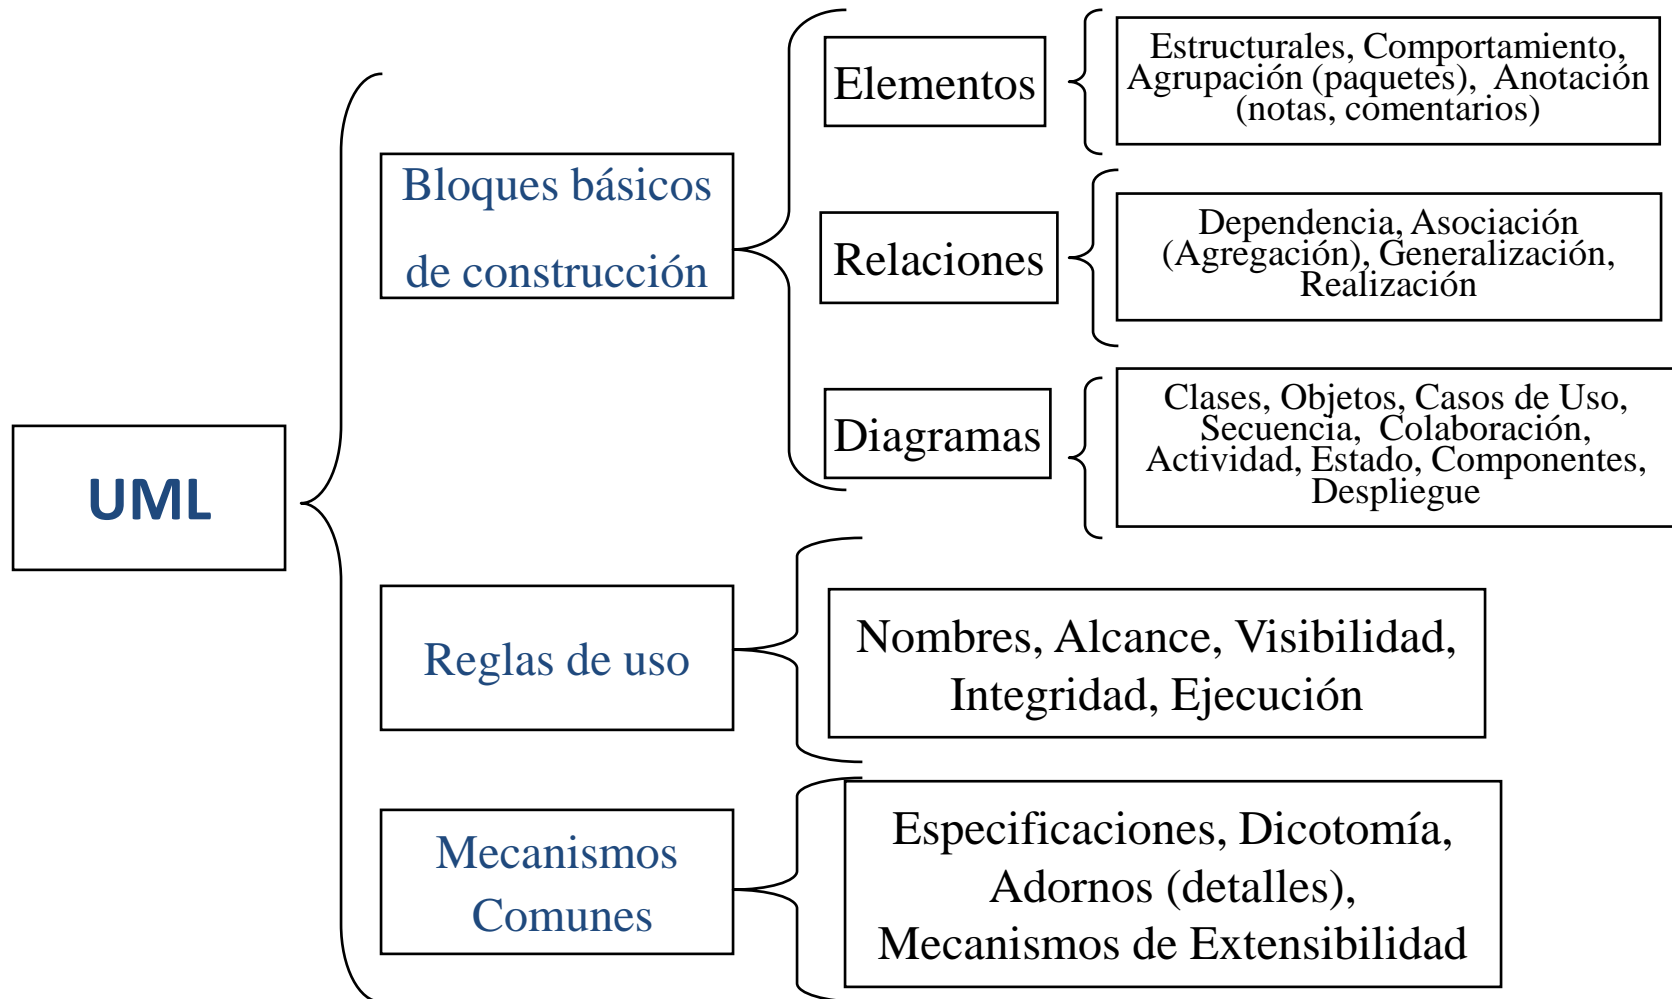 UML
Bloques básicos
de construcción
Elementos
Estructurales, Comportamiento,
Agrupación (paquetes), Anotación
(notas, comentarios)
Relaciones
Dependencia, Asociación
(Agregación), Generalización,
Realización
Diagramas
Clases, Objetos, Casos de Uso,
Secuencia, Colaboración,
Actividad, Estado, Componentes,
Despliegue
Reglas de uso
Nombres, Alcance, Visibilidad,
Integridad, Ejecución
Mecanismos
Comunes
Especificaciones, Dicotomía,
Adornos (detalles),
Mecanismos de Extensibilidad